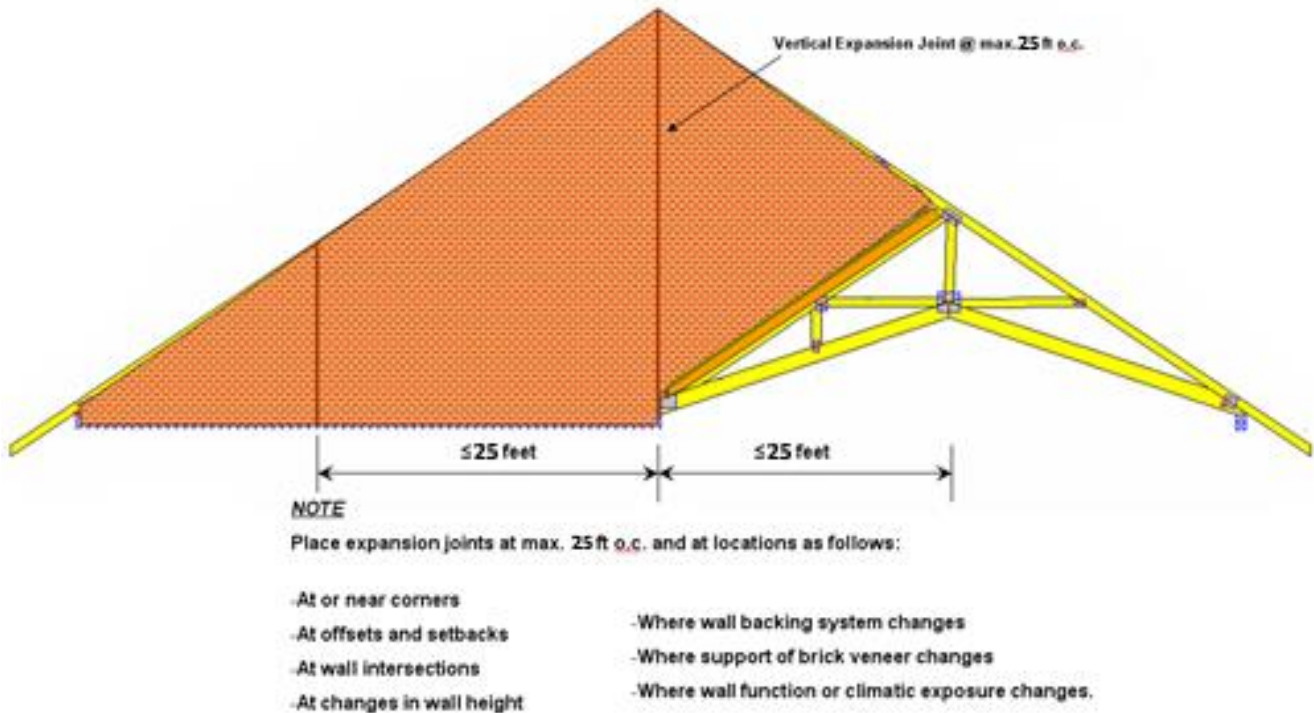 Vertical Expansion Joint @ max.25 ft o.c.
≤25 feet
≤25 feet
NOTE
Place expansion joints at max. 25 ft o.c. and at locations as follows:
-At or near corners
-At offsets and setbacks
-At wall intersections
-At changes in wall height
-Where wall backing system changes
-Where support of brick veneer changes
-Where wall function or climatic exposure changes.